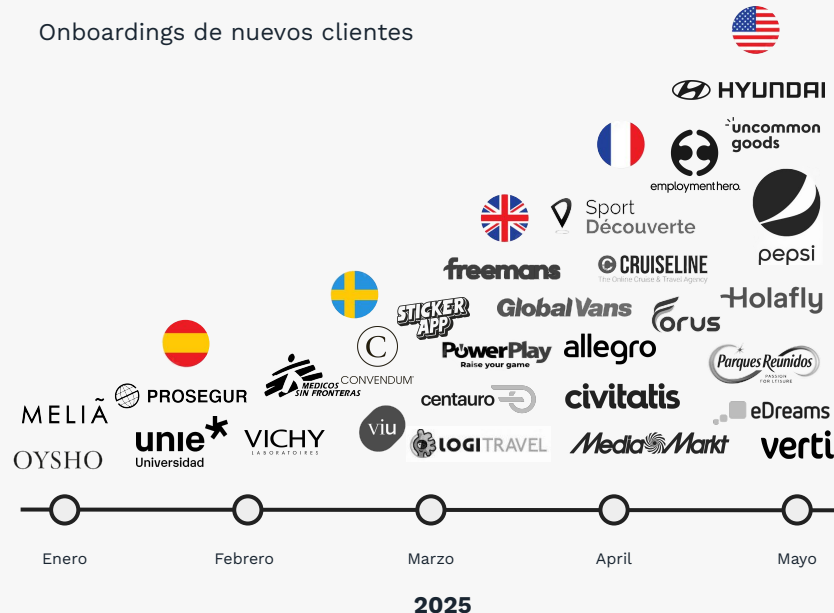 Onboardings de nuevos clientes
HYUNDAI
uncommon
goods
employmenthero.
pepsi
Sport
Découverte
freemans
CRUISELINE
The Online Cruise & Travel Agency
Holafly
STICKER
APP
GlobalVans
Forus
C
CONVENDUM
PowerPlay
Raise your game
allegro
Parques Reunidos
PASSION
FOR LEISURE
MEDICOS
SIN FRONTERAS
PROSEGUR
MELIÃ
centauro
civitatis
eDreams
unie*
Universidad
VICHY
LABORATOIRES
viu
LOGITRAVEL
MediaMarkt
verti
OYSHO
Enero
Febrero
Marzo
April
Mayo
2025